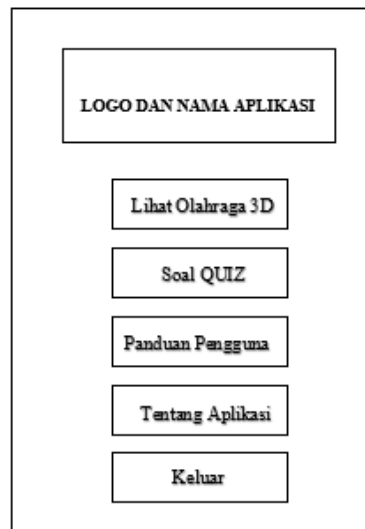 LOGO DAN NAMA APLIKASI
Lihat Olahraga 3D
Soal QUIZ
Panduan Pengguna
Tentang Aplikasi
Keluar